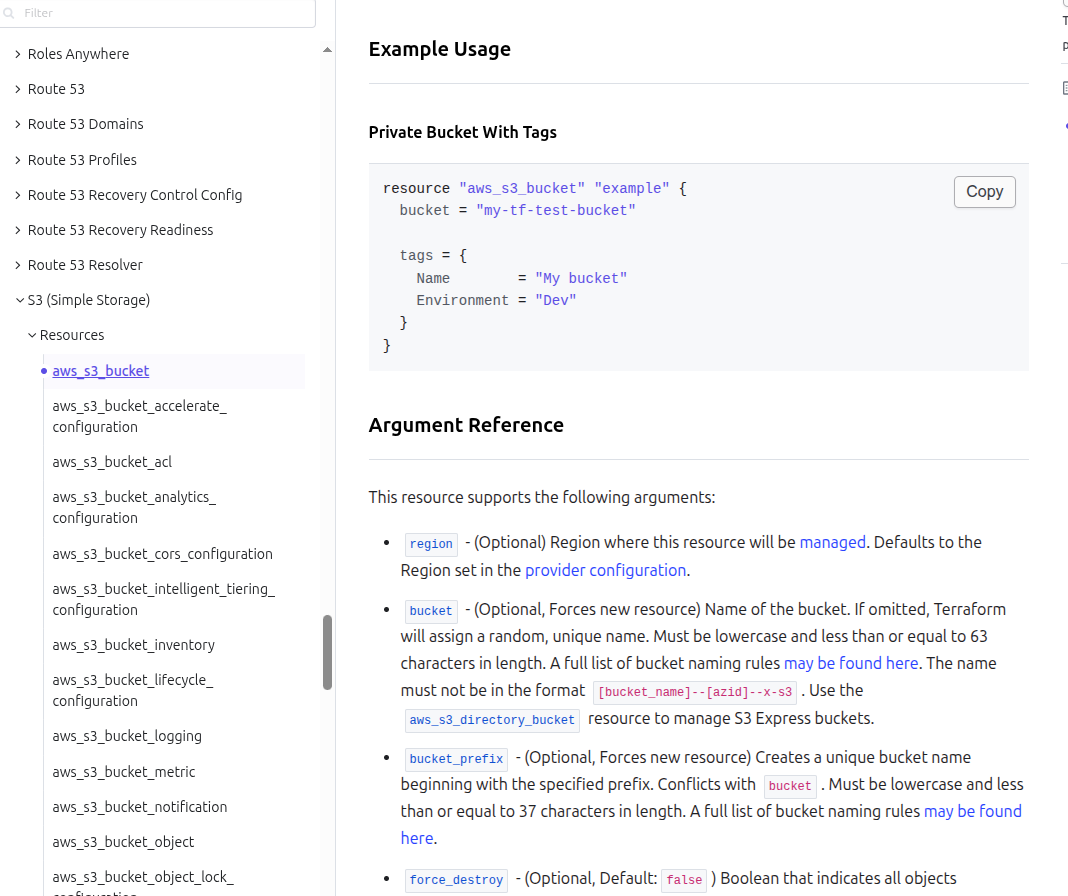 Filter
Roles Anywhere
Route 53
Route 53 Domains
Route 53 Profiles
Route 53 Recovery Control Config
Route 53 Recovery Readiness
Route 53 Resolver
S3 (Simple Storage)
Resources
aws_s3_bucket
aws_s3_bucket_accelerate_
configuration
aws_s3_bucket_acl
aws_s3_bucket_analytics_
configuration
aws_s3_bucket_cors_configuration
aws_s3_bucket_intelligent_tiering_
configuration
aws_s3_bucket_inventory
aws_s3_bucket_lifecycle_
configuration
aws_s3_bucket_logging
aws_s3_bucket_metric
aws_s3_bucket_notification
aws_s3_bucket_object
aws_s3_bucket_object_lock_
Example Usage
Private Bucket With Tags
Copy
resource "aws_s3_bucket" "example" {
  bucket = "my-tf-test-bucket"
  tags = {
    Name        = "My bucket"
    Environment = "Dev"
  }
}
Argument Reference
This resource supports the following arguments:
• region - (Optional) Region where this resource will be managed. Defaults to the
Region set in the provider configuration.
• bucket - (Optional, Forces new resource) Name of the bucket. If omitted, Terraform
will assign a random, unique name. Must be lowercase and less than or equal to 63
characters in length. A full list of bucket naming rules may be found here. The name
must not be in the format [bucket_name]--[azid]--x-s3 . Use the
aws_s3_directory_bucket resource to manage S3 Express buckets.
• bucket_prefix - (Optional, Forces new resource) Creates a unique bucket name
beginning with the specified prefix. Conflicts with bucket . Must be lowercase and less
than or equal to 37 characters in length. A full list of bucket naming rules may be found
here.
• force_destroy - (Optional, Default: false ) Boolean that indicates all objects